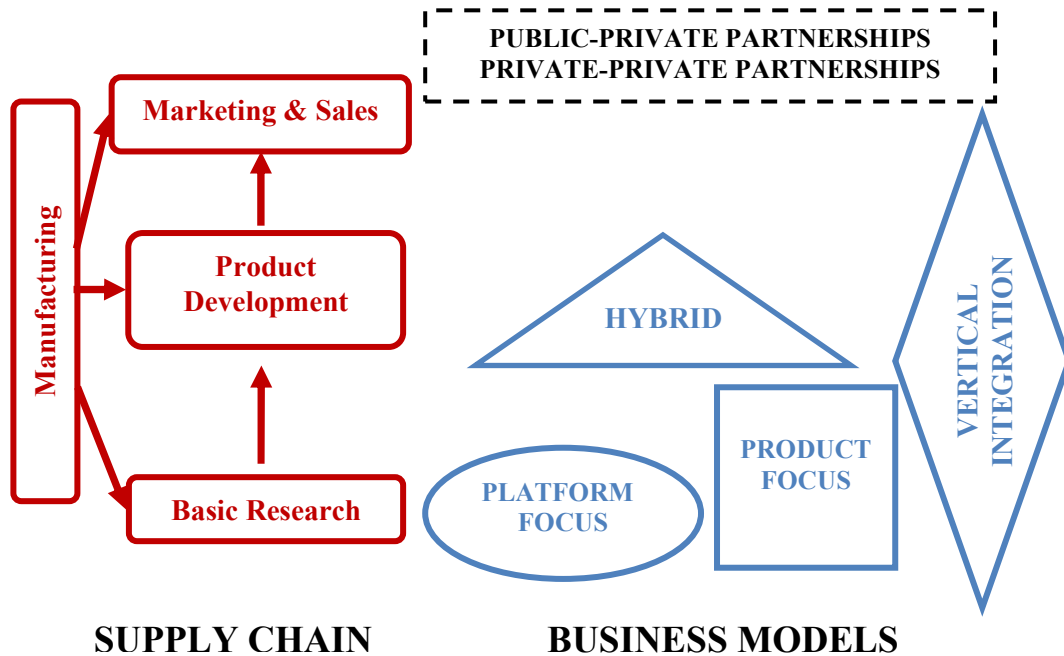 PUBLIC-PRIVATE PARTNERSHIPS
PRIVATE-PRIVATE PARTNERSHIPS
Marketing & Sales
Manufacturing
Product
Development
Basic Research
HYBRID
PLATFORM
FOCUS
PRODUCT
FOCUS
VERTICAL
INTEGRATION
SUPPLY CHAIN
BUSINESS MODELS